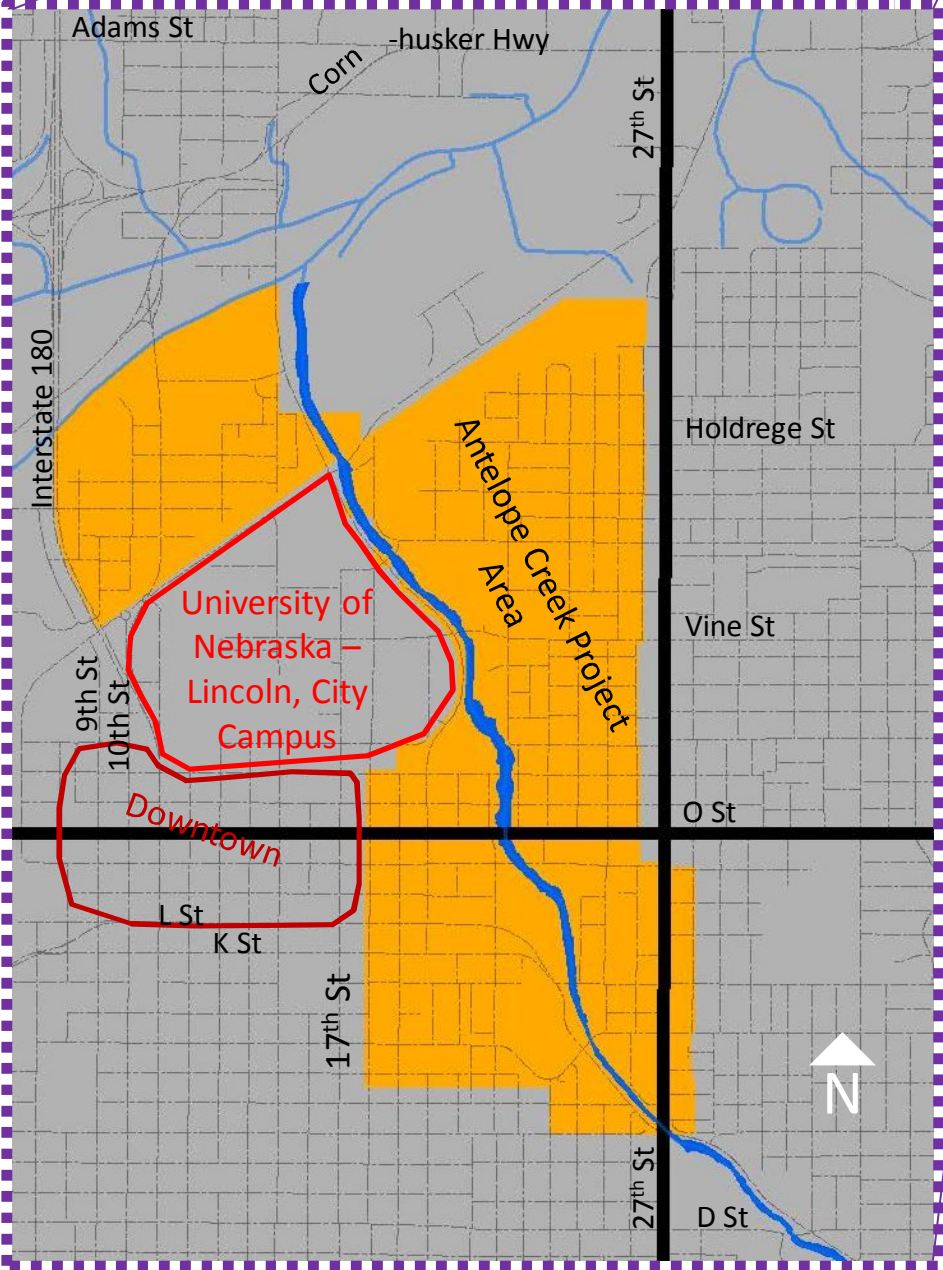 Adams St
Corn
-husker Hwy
27th St
Interstate 180
Holdrege St
Antelope Creek Project
Area
University of
Nebraska –
Lincoln, City
Campus
Vine St
9th St
10th St
O St
Downtown
L St
K St
17th St
N
27th St
D St